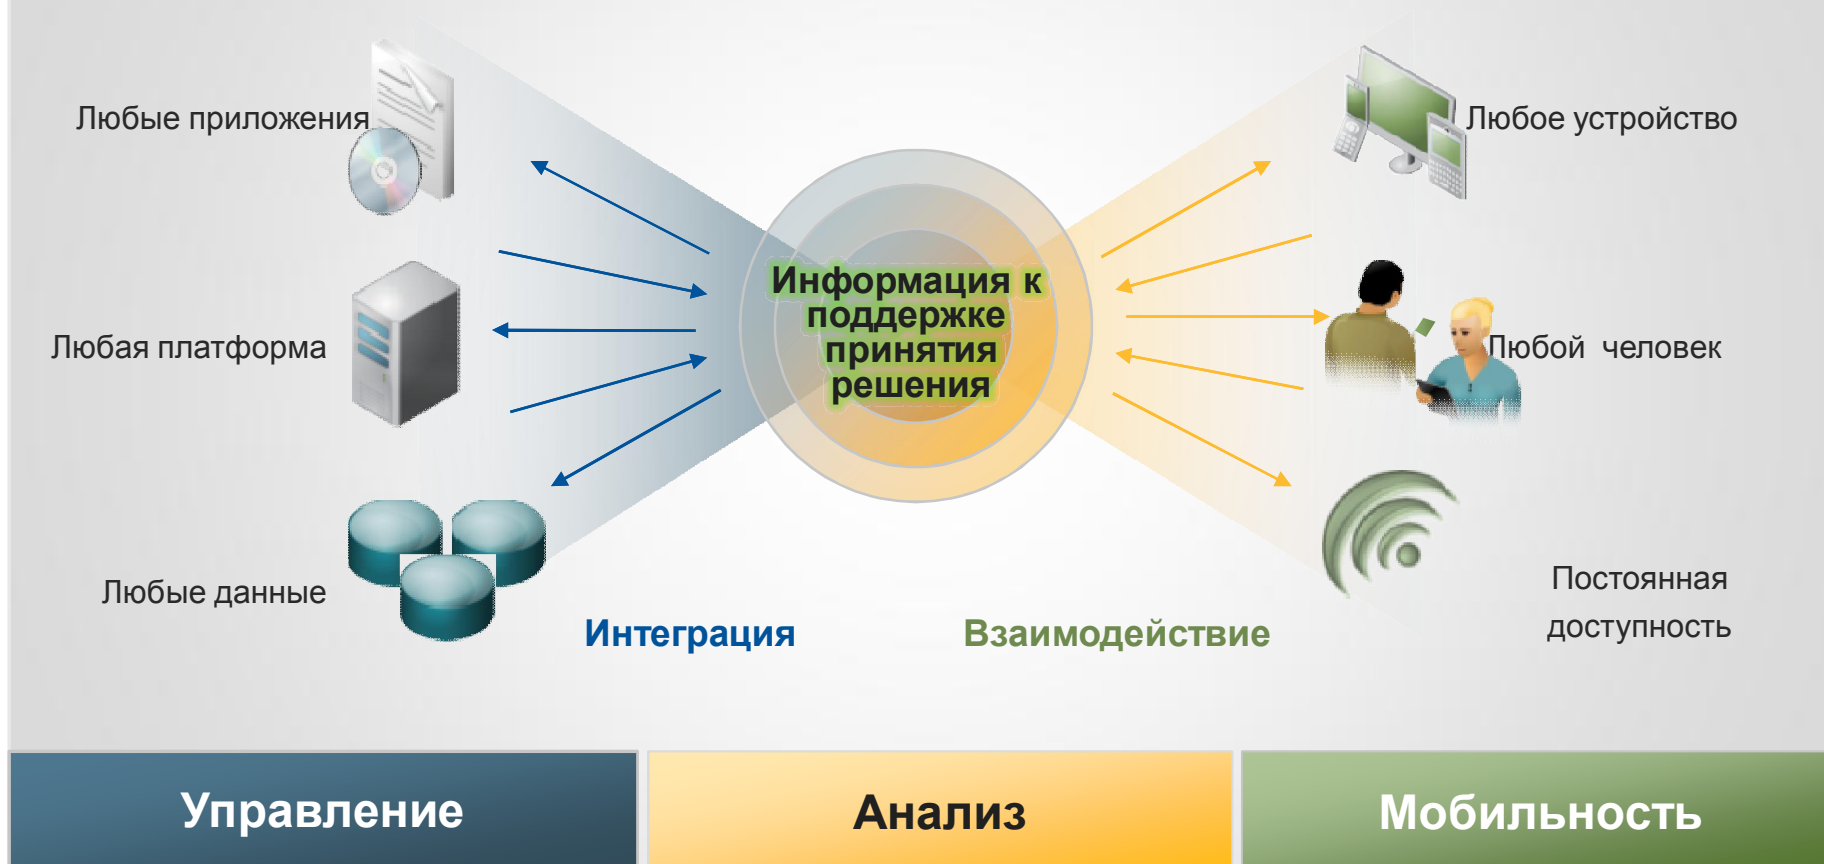 Любые приложения
Любое устройство
Информация к
поддержке
принятия
решения
Любая платформа
Любой человек
Любые данные
Постоянная
доступность
Интеграция
Взаимодействие
Управление
Анализ
Мобильность